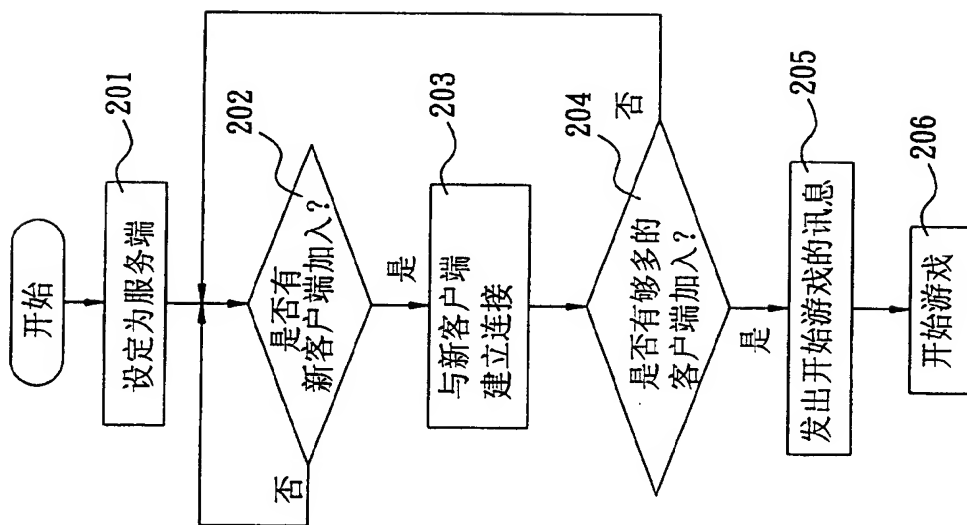 开始
201
设定为服务端
202
是否有
新客户端加入?
否
是
203
与新客户端
建立连接
204
是否有够多的
客户端加入?
否
是
205
发出开始游戏的讯息
206
开始游戏